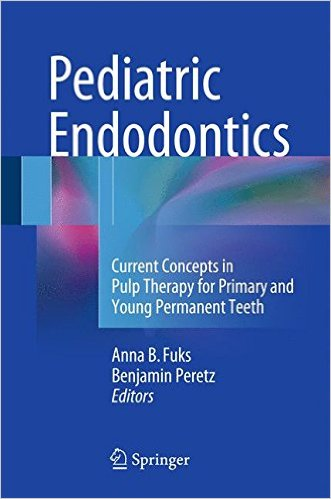 Pediatric
Endodontics
Current Concepts in
Pulp Therapy for Primary and
Young Permanent Teeth
Anna B. Fuks
Benjamin Peretz
Editors
Springer